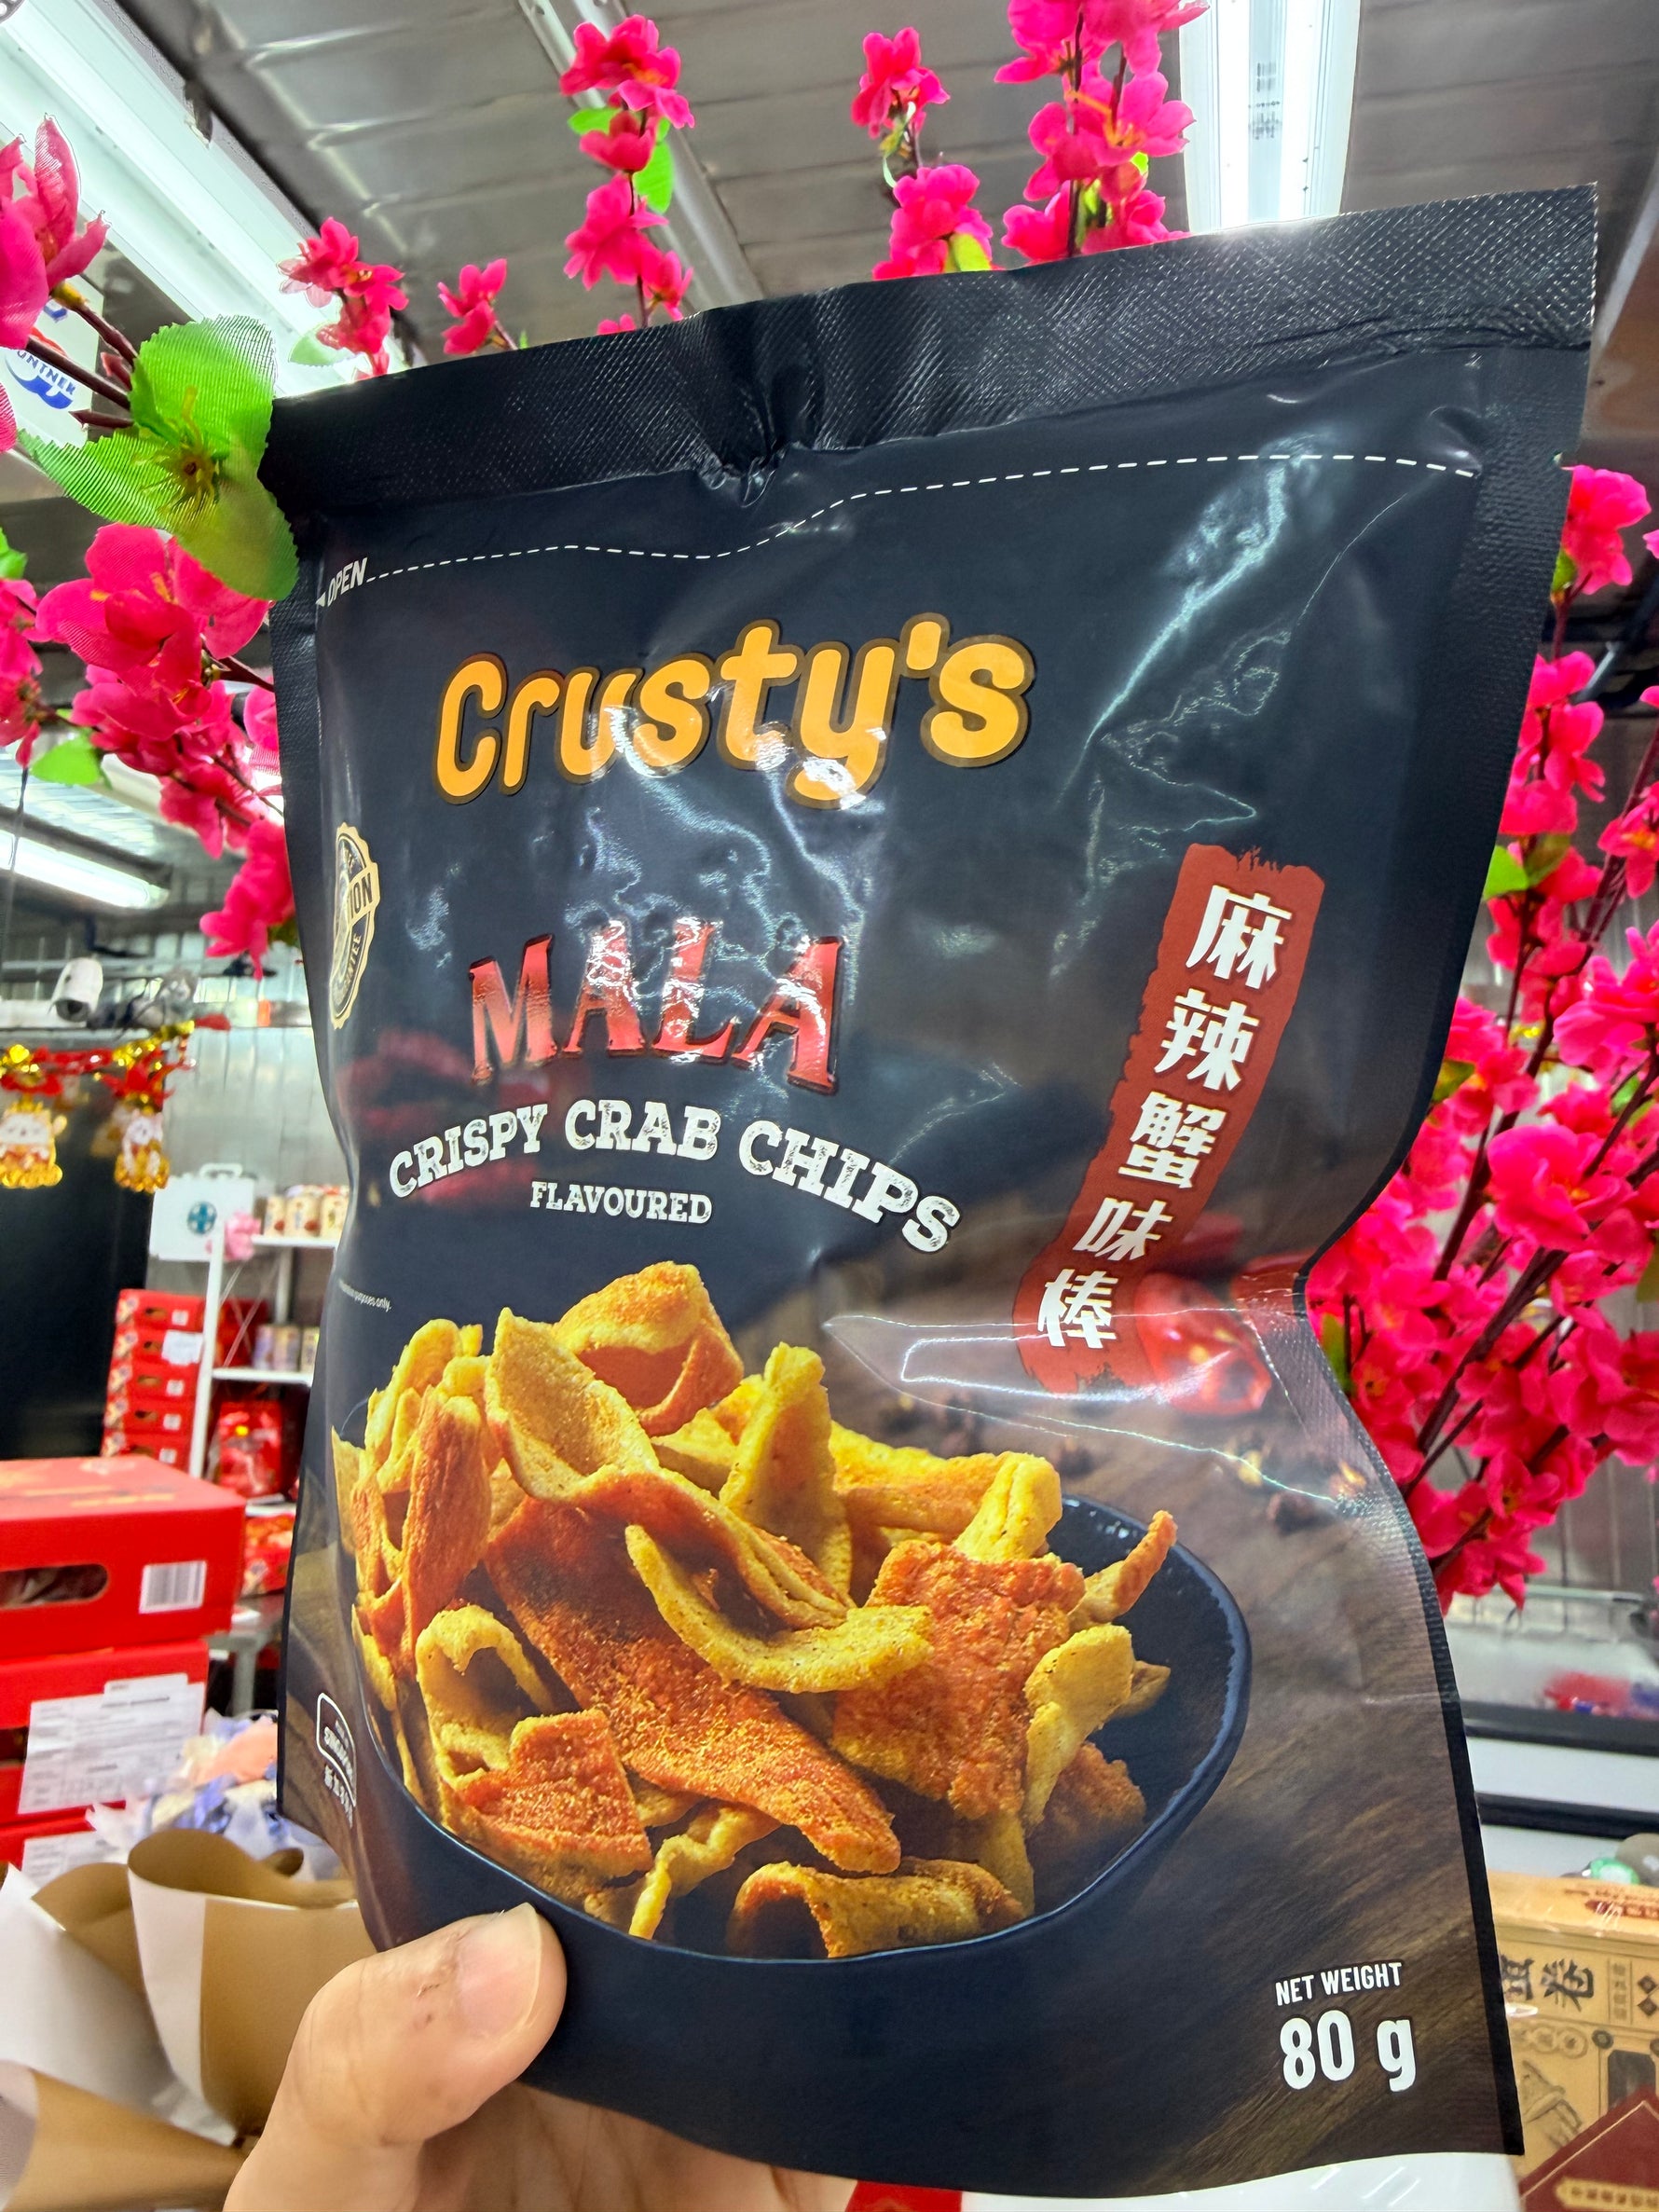 OPEN
Crusty's
MALA
CRISPY CRAB CHIPS
FLAVOURED
麻辣蟹味棒
NET WEIGHT
80 g